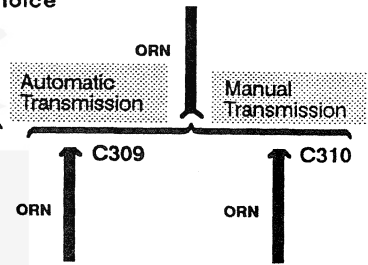 oice
ORN
Automatic
Transmission
Manual
Transmission
C309
C310
ORN
ORN